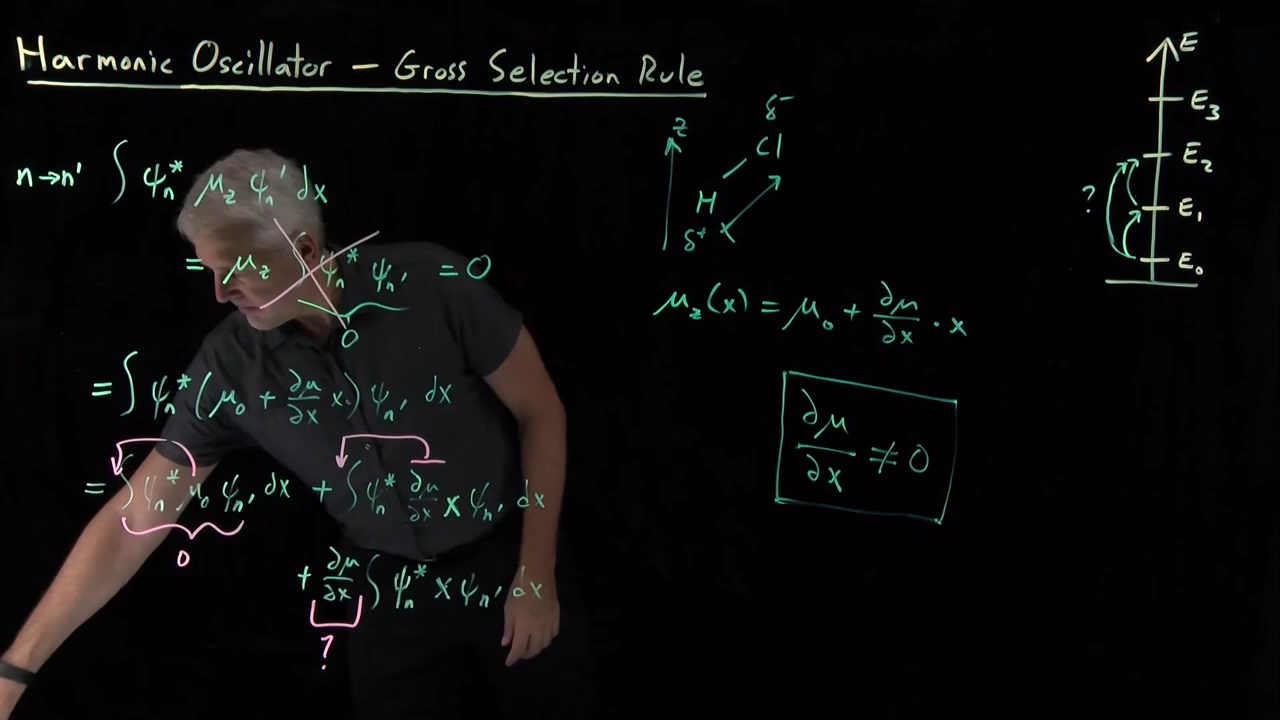 Harmonic Oscillator – Gross Selection Rule
n→n' ∫ ψn* μz ψn' dx
= μz ∫ ψn* ψn' = 0
0
= ∫ ψn* (μ₀ + ∂μ/∂x x) ψn' dx
= ∫ ψn* μ₀ ψn' dx + ∫ ψn* ∂μ/∂x x ψn' dx
0
+ ∂μ/∂x ∫ ψn* x ψn' dx
?
z
δ-
Cl
H
δ+
μz(x) = μ₀ + ∂μ/∂x · x
∂μ/∂x ≠ 0
E
E₃
E₂
?
E₁
E₀